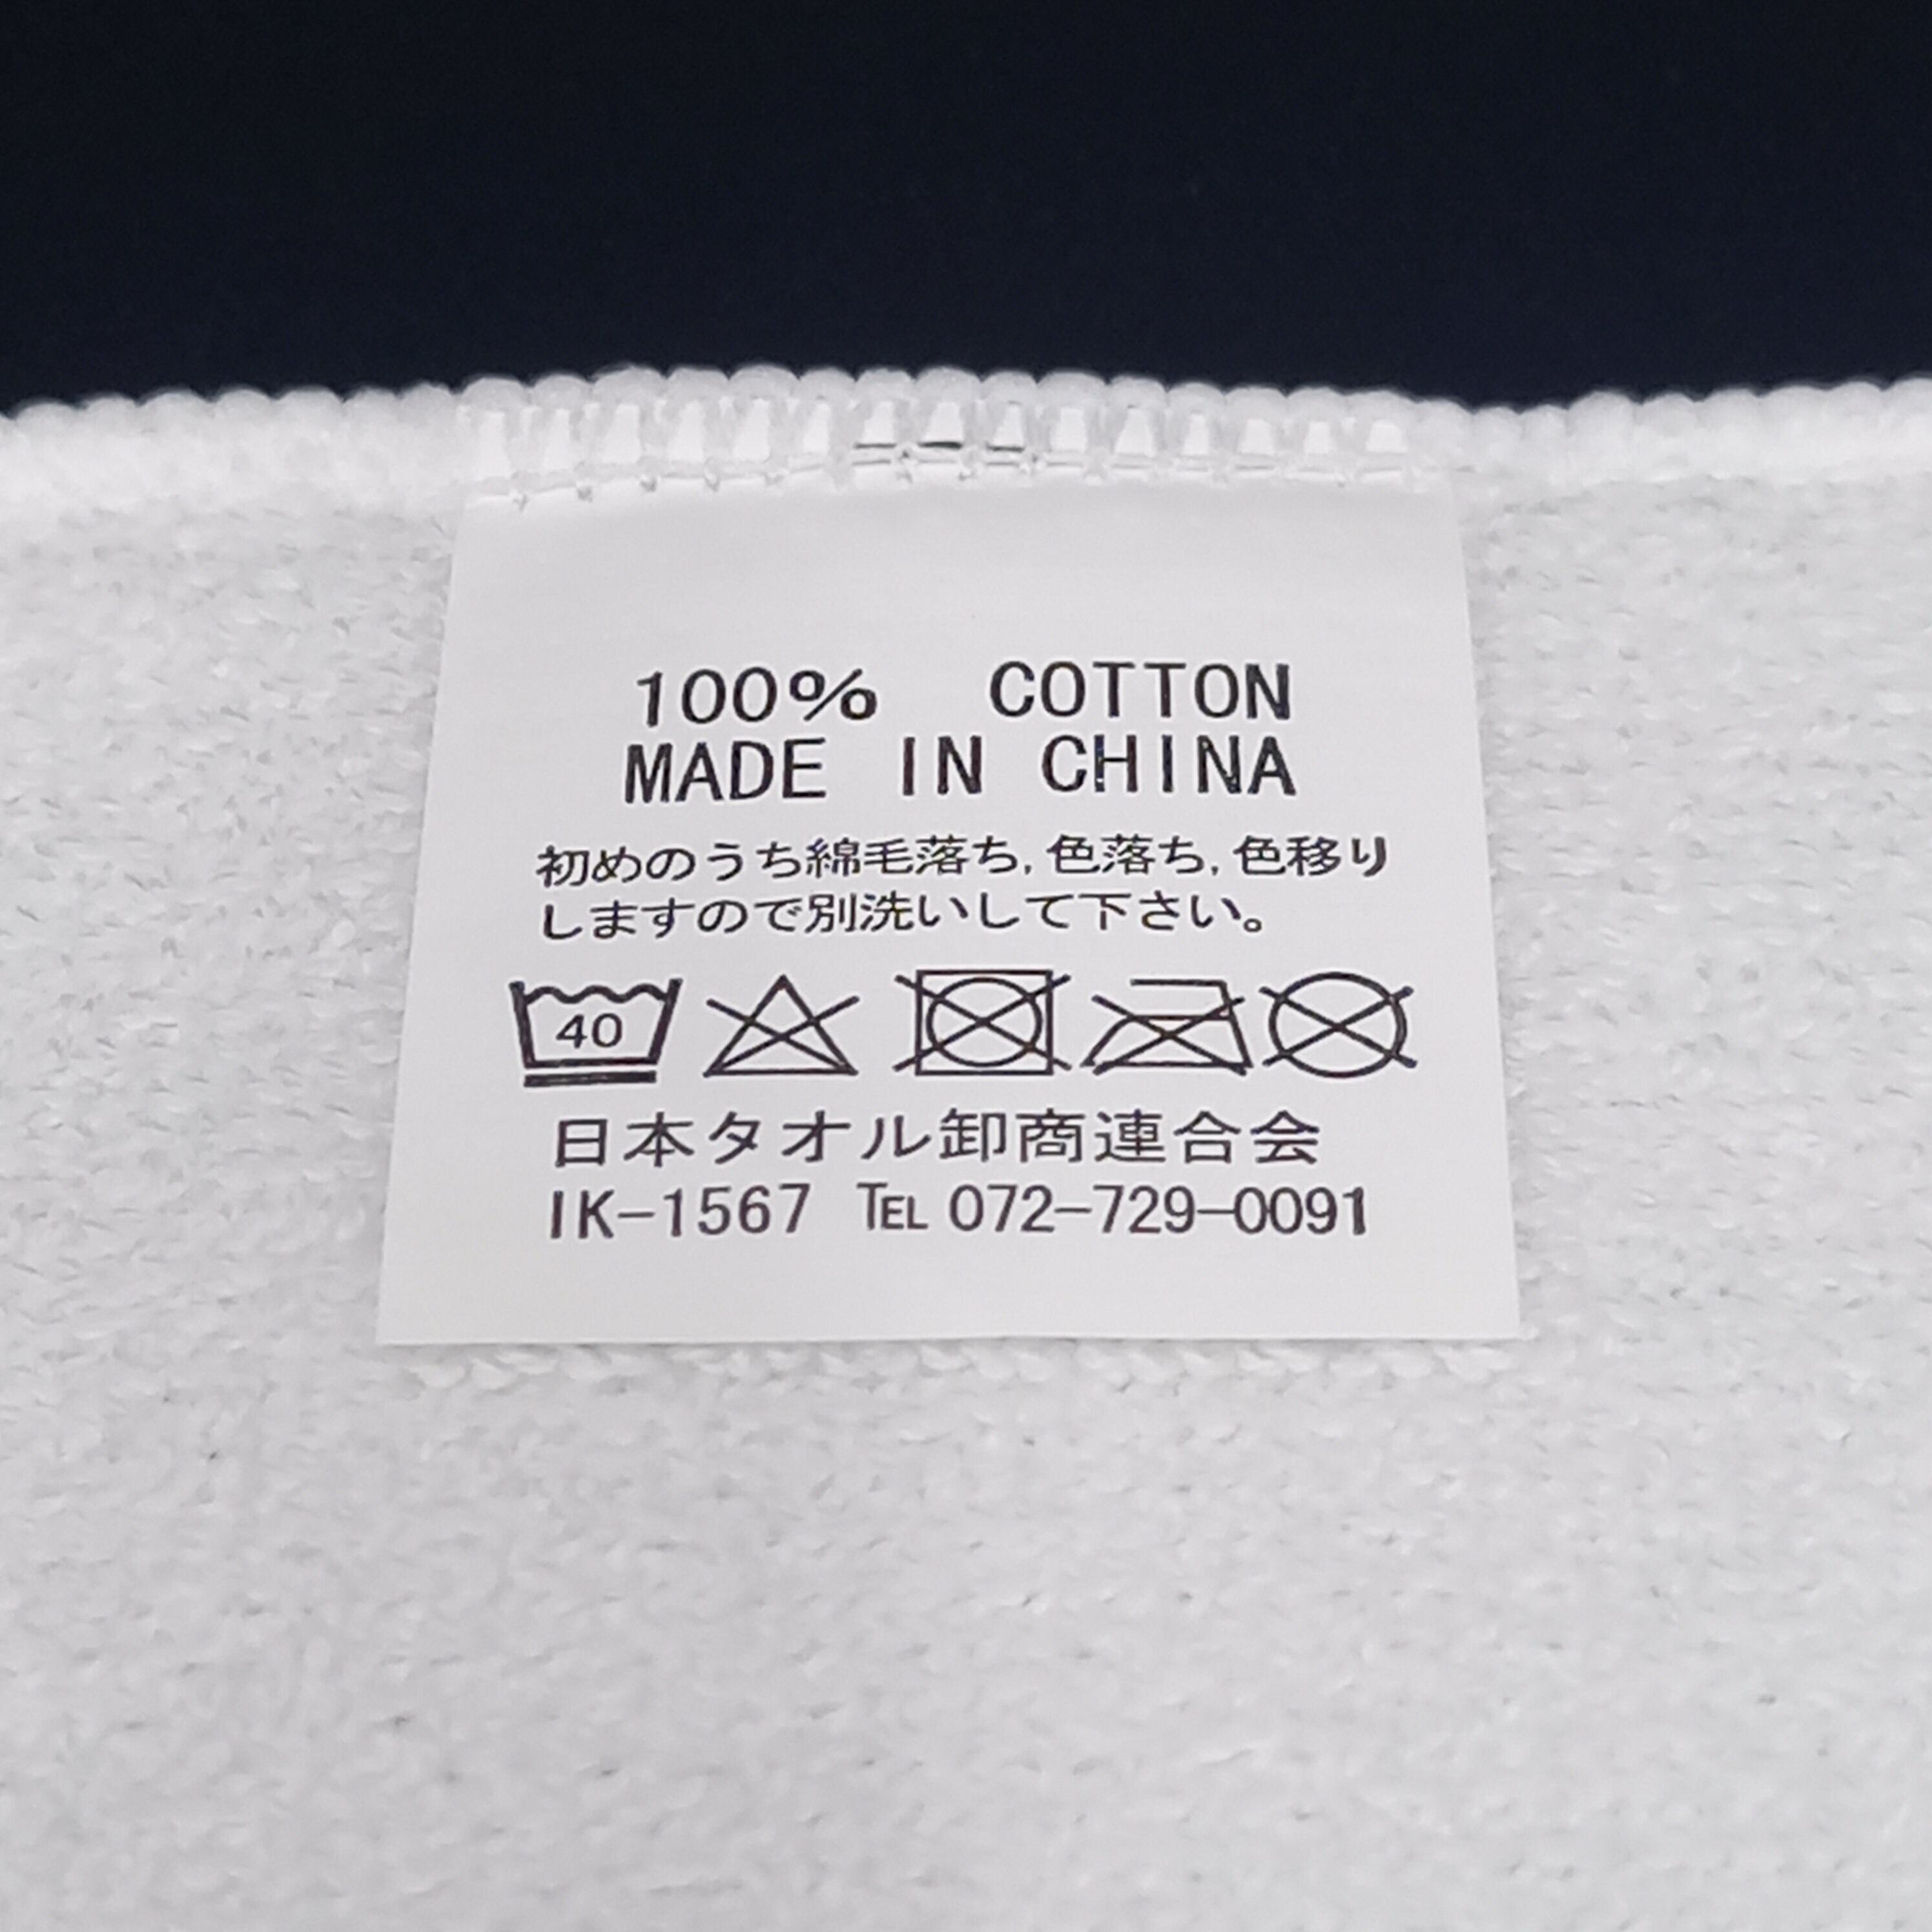 100% COTTON
MADE IN CHINA
初めのうち綿毛落ち,色落ち,色移り
しますので別洗いして下さい。
40
日本タオル卸商連合会
IK-1567 TEL 072-729-0091